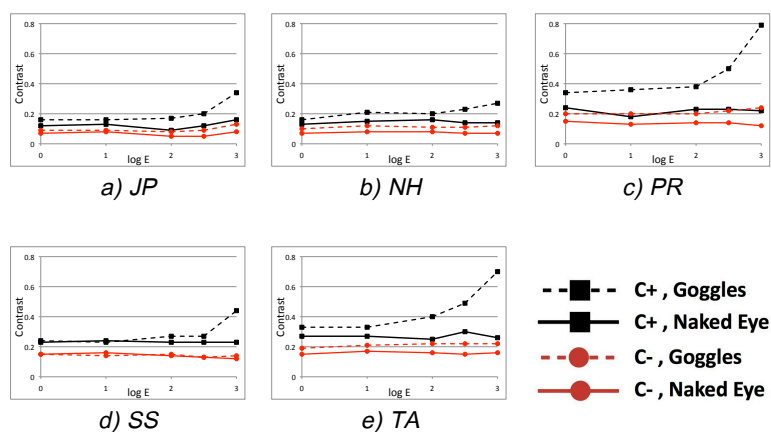 0.8 0.8 0.8
0.6 0.6 0.6
Contrast 0.4 Contrast 0.4 Contrast 0.4
0.2 0.2 0.2
0 0 0
0 1 2 3 0 1 2 3 0 1 2 3
log E log E log E
a) JP b) NH c) PR
0.8 0.8
0.6 0.6
Contrast 0.4 Contrast 0.4
0.2 0.2
0 0
0 1 2 3 0 1 2 3
log E log E
d) SS e) TA
C+ , Goggles
C+ , Naked Eye
C- , Goggles
C- , Naked Eye